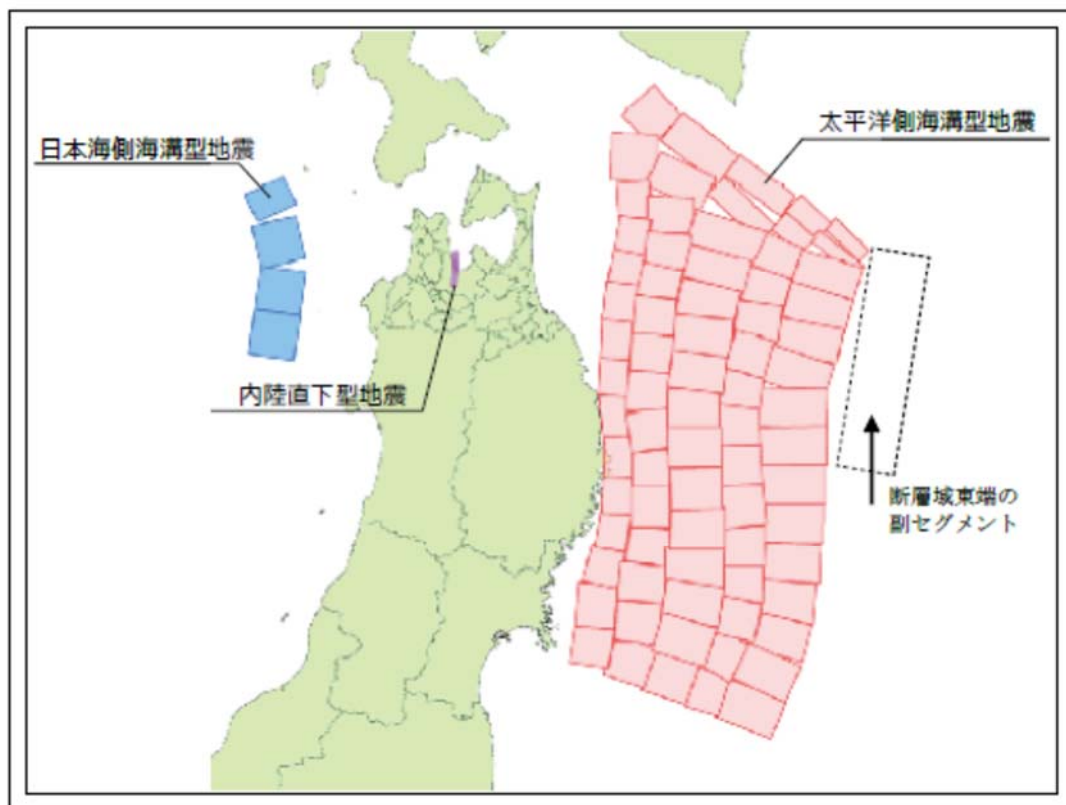 太平洋側海溝型地震
日本海側海溝型地震
内陸直下型地震
断層域東端の
副セグメント